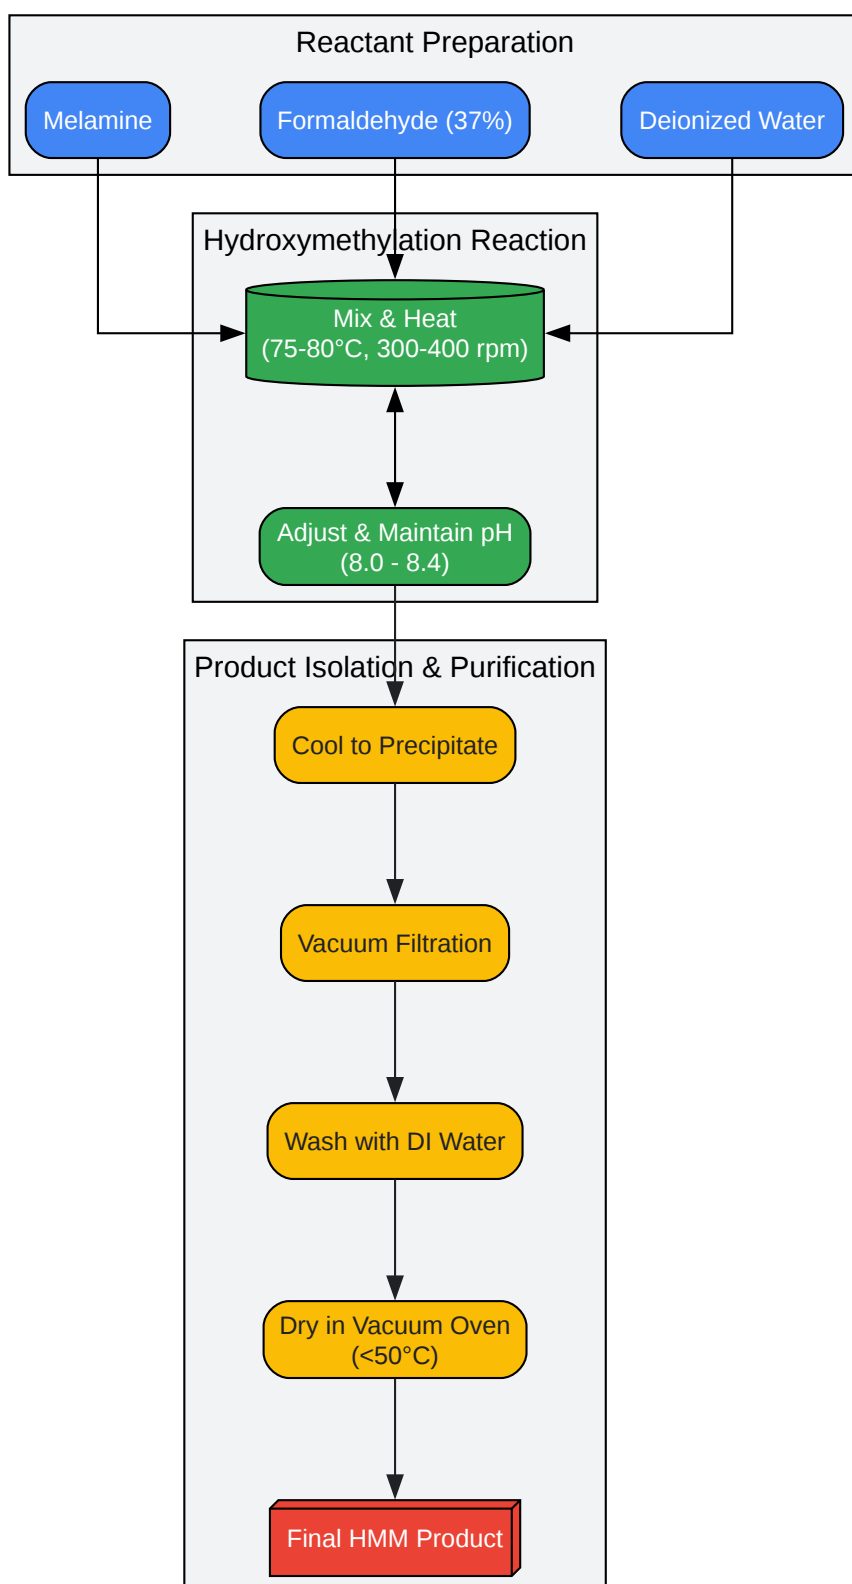 Reactant Preparation
Melamine
Formaldehyde (37%)
Deionized Water
Hydroxymethylation Reaction
Mix & Heat
(75-80°C, 300-400 rpm)
Adjust & Maintain pH
(8.0 - 8.4)
Product Isolation & Purification
Cool to Precipitate
Vacuum Filtration
Wash with DI Water
Dry in Vacuum Oven
(<50°C)
Final HMM Product